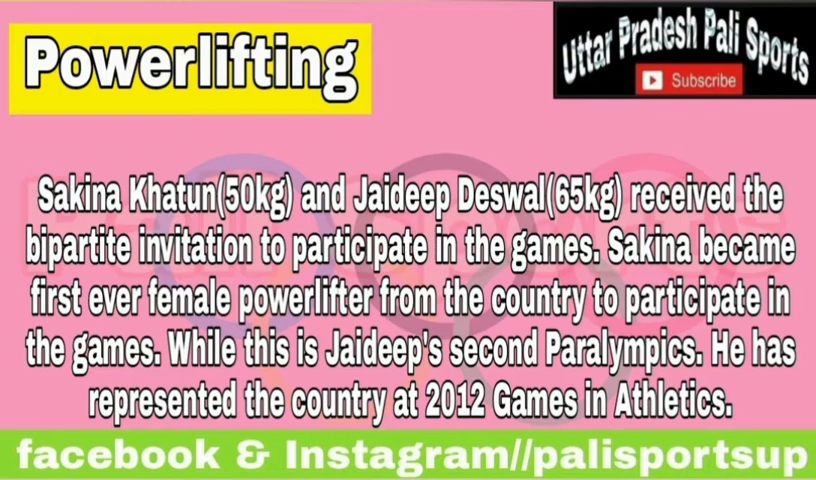 Powerlifting
Uttar Pradesh Pali Sports
Subscribe
Sakina Khatun(50kg) and Jaideep Deswal(65kg) received the
bipartite invitation to participate in the games. Sakina became
first ever female powerlifter from the country to participate in
the games. While this is Jaideep's second Paralympics. He has
represented the country at 2012 Games in Athletics.
facebook & Instagram//palisportsup